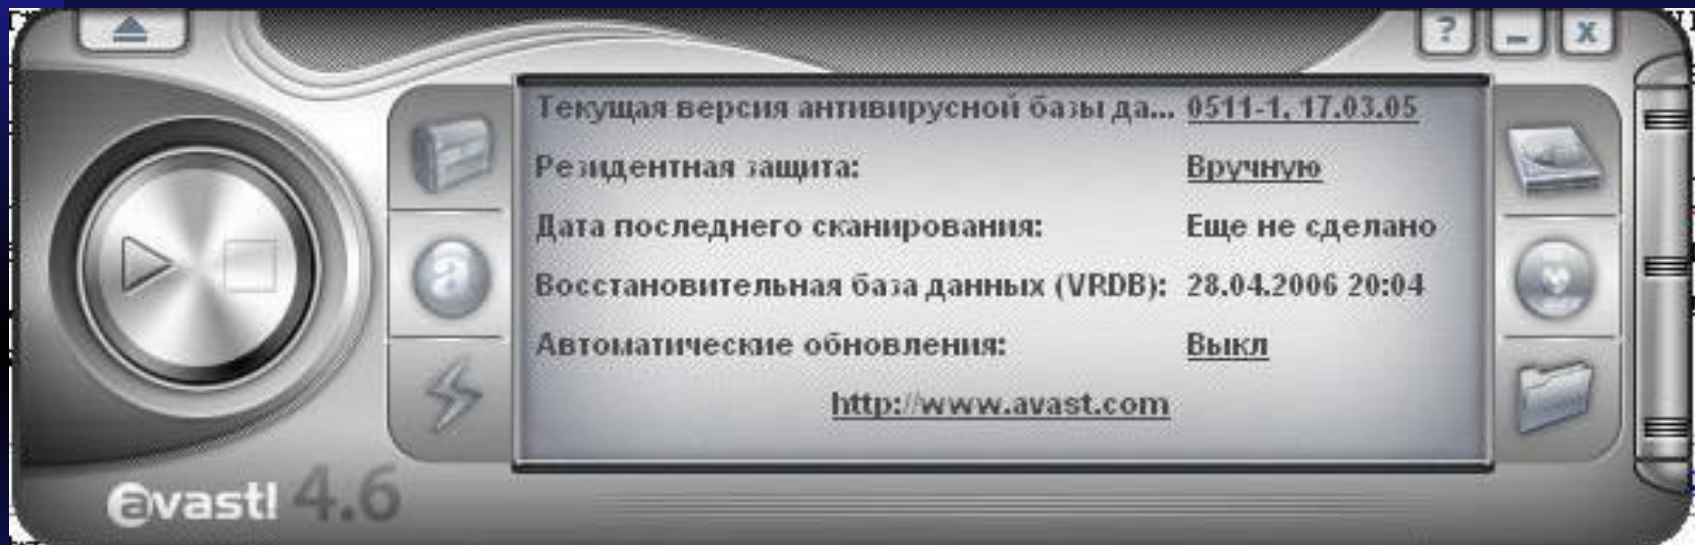 ?
Текущая версия антивирусной базы да... 0511-1, 17.03.05
Резидентная защита: Вручную
Дата последнего сканирования: Еще не сделано
Восстановительная база данных (VRDB): 28.04.2006 20:04
Автоматические обновления: Выкл
http://www.avast.com
avast! 4.6